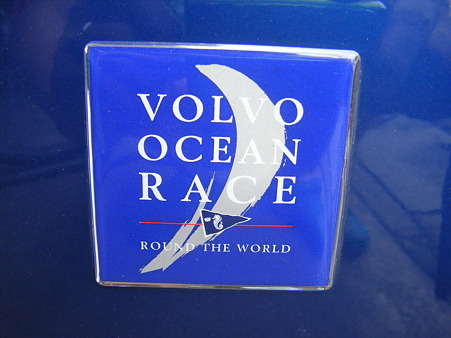 VOLVO
OCEAN
RACE
ROUND THE WORLD